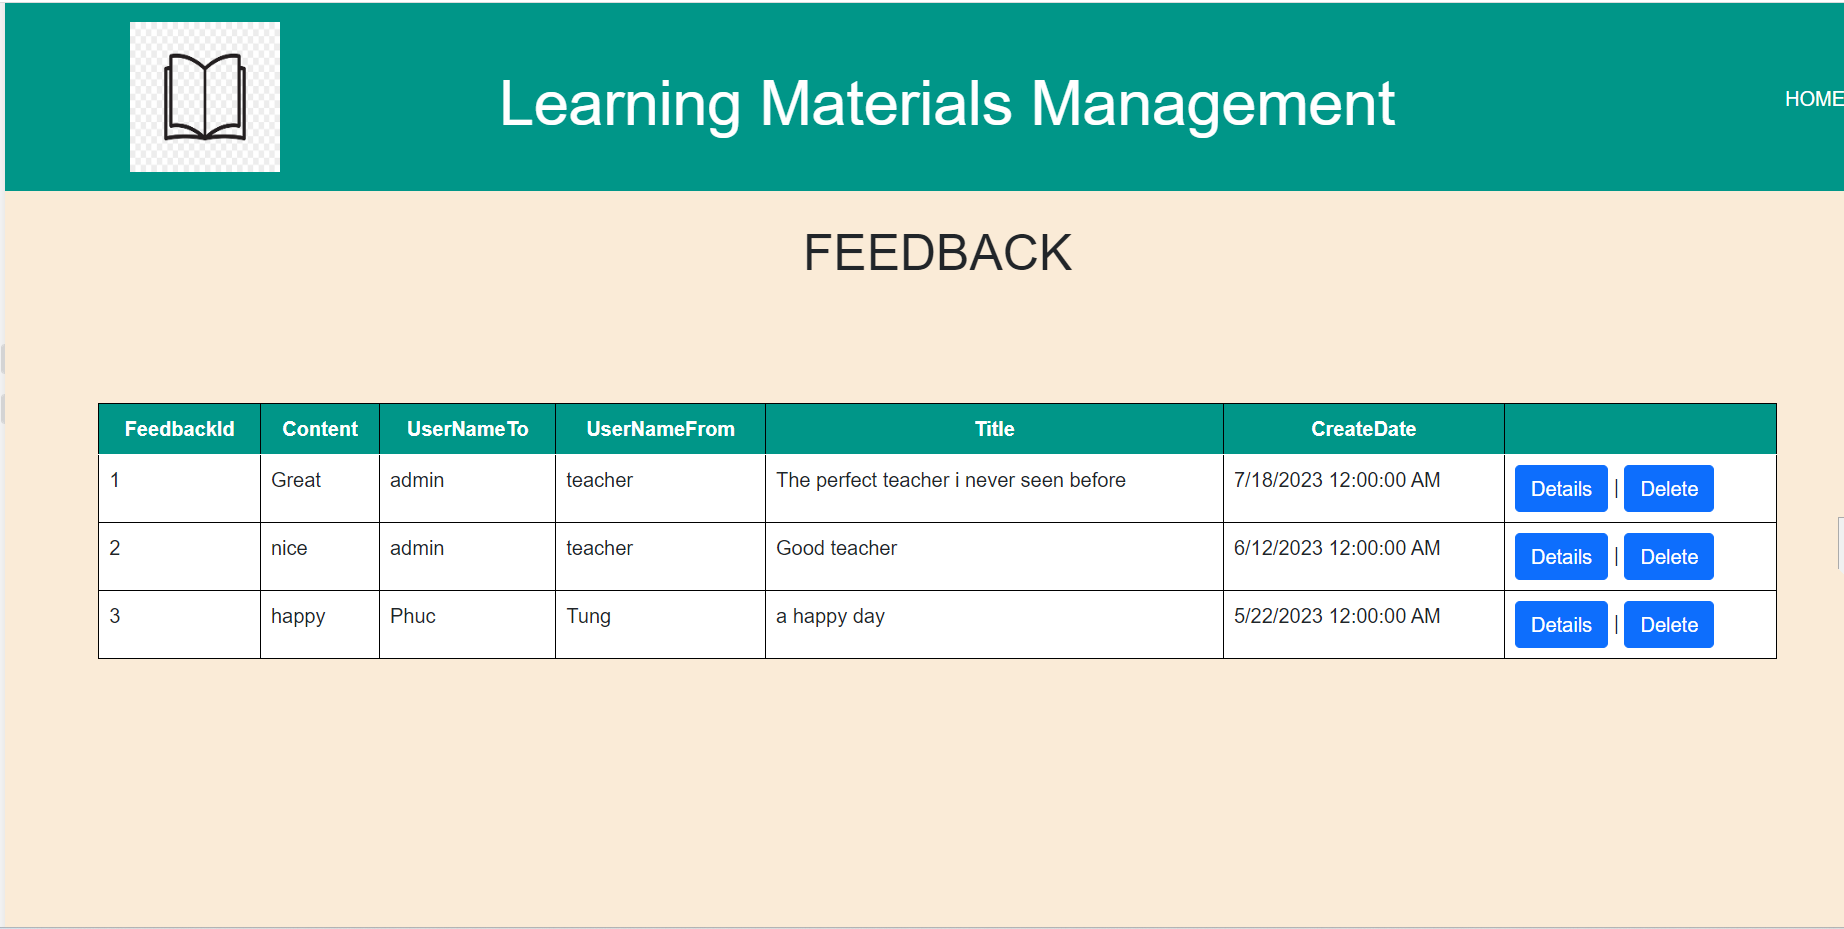 Learning Materials Management
HOME
FEEDBACK
FeedbackId Content UserNameTo UserNameFrom Title CreateDate
1 Great admin teacher The perfect teacher i never seen before 7/18/2023 12:00:00 AM Details | Delete
2 nice admin teacher Good teacher 6/12/2023 12:00:00 AM Details | Delete
3 happy Phuc Tung a happy day 5/22/2023 12:00:00 AM Details | Delete